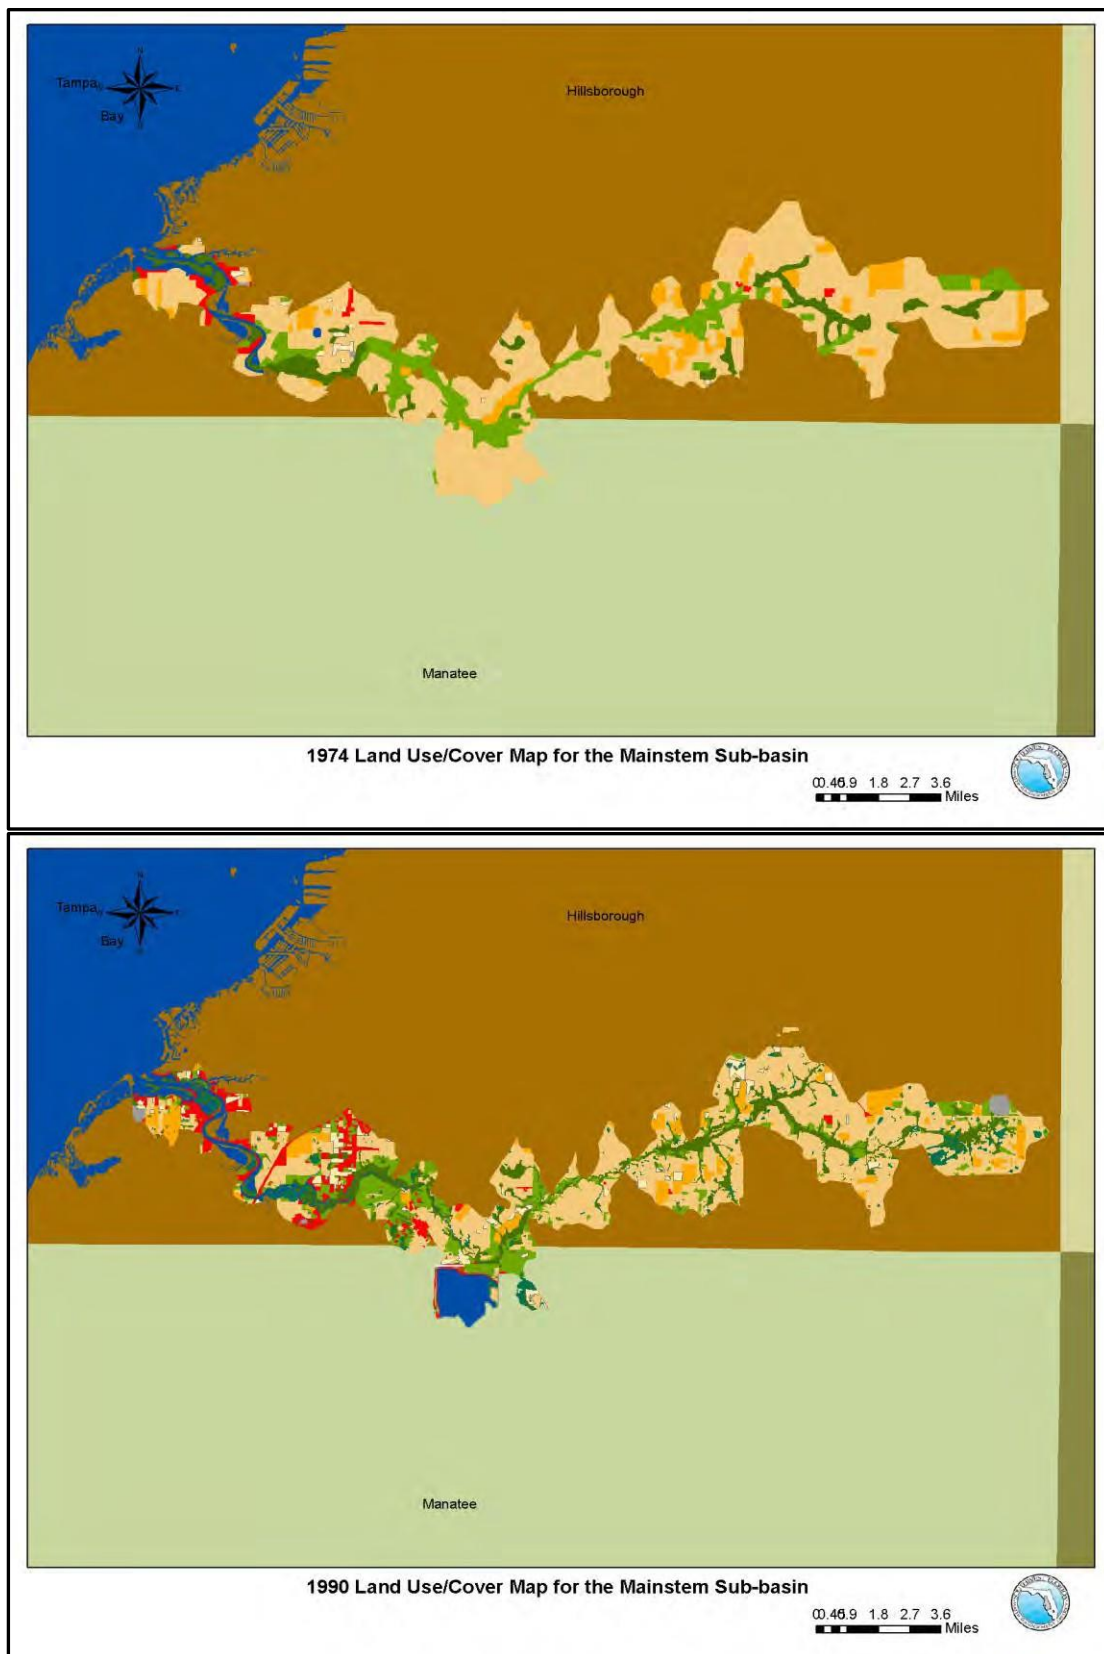 N
Tampa
W
E
Bay
S
Hillsborough
Manatee
1974 Land Use/Cover Map for the Mainstem Sub-basin
0 0.45 0.9 1.8 2.7 3.6
Miles
N
Tampa
W
E
Bay
S
Hillsborough
Manatee
1990 Land Use/Cover Map for the Mainstem Sub-basin
0 0.45 0.9 1.8 2.7 3.6
Miles